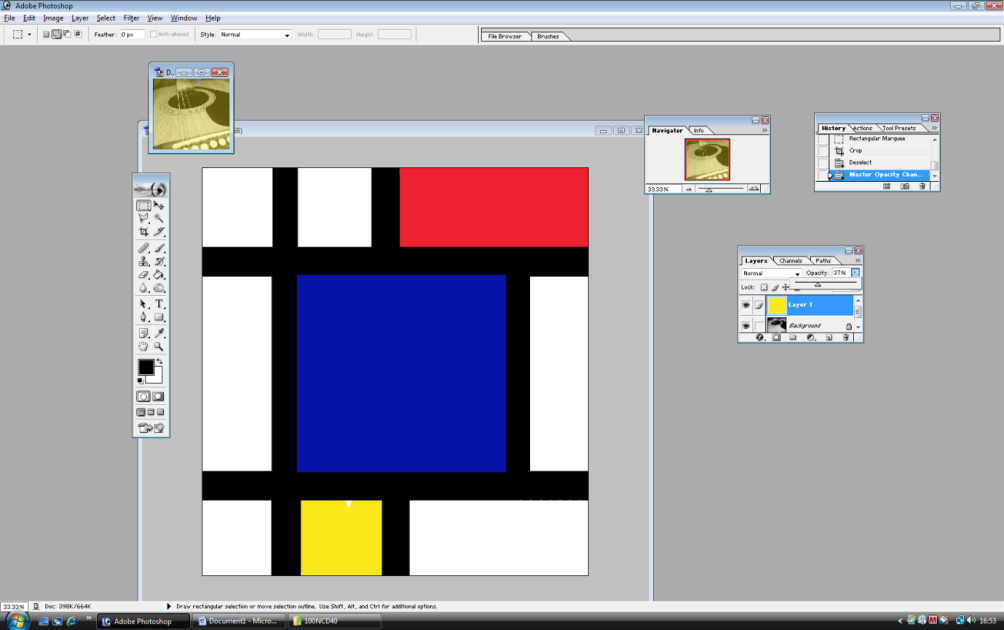 Adobe Photoshop
File Edit Image Layer Select Filter View Window Help
Feather: 0 px Anti-aliased Style: Normal Width: Height: File Browser Brushes
D..
Navigator Info
33.33%
History Actions Tool Presets
Rectangular Marquee
Crop
Deselect
Master Opacity Chan...
Layers Channels Paths
Normal Opacity: 37%
Lock:
Layer 1
Background
T
33.33% Doc: 398K/664K Draw rectangular selection or move selection outline. Use Shift, Alt, and Ctrl for additional options.
Adobe Photoshop Document1 - Micro... 100NCD40 16:53